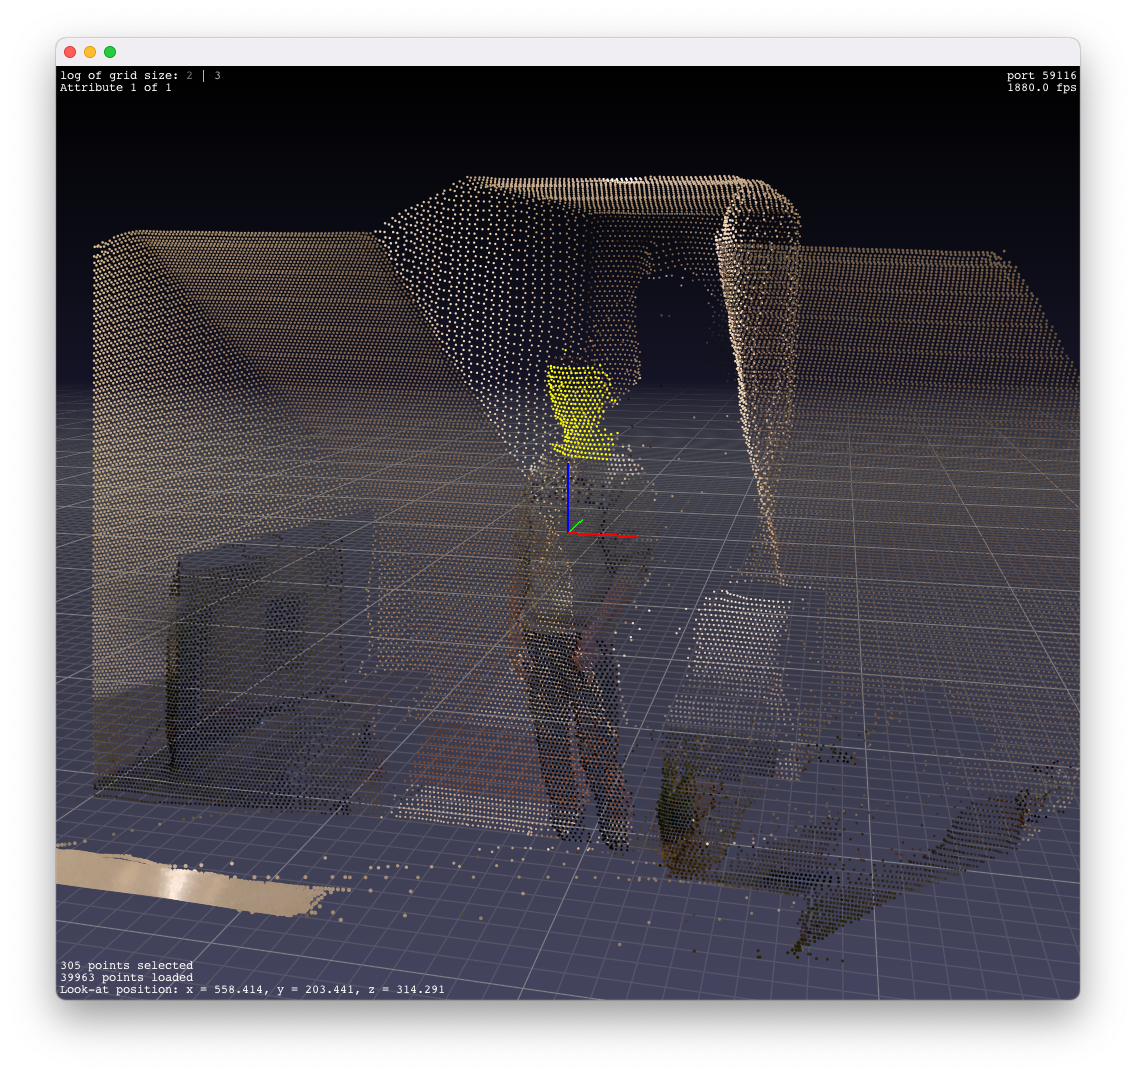 log of grid size: 2 | 3
port 59116
Attribute 1 of 1
1880.0 fps
305 points selected
39963 points loaded
Look-at position: x = 558.414, y = 203.441, z = 314.291